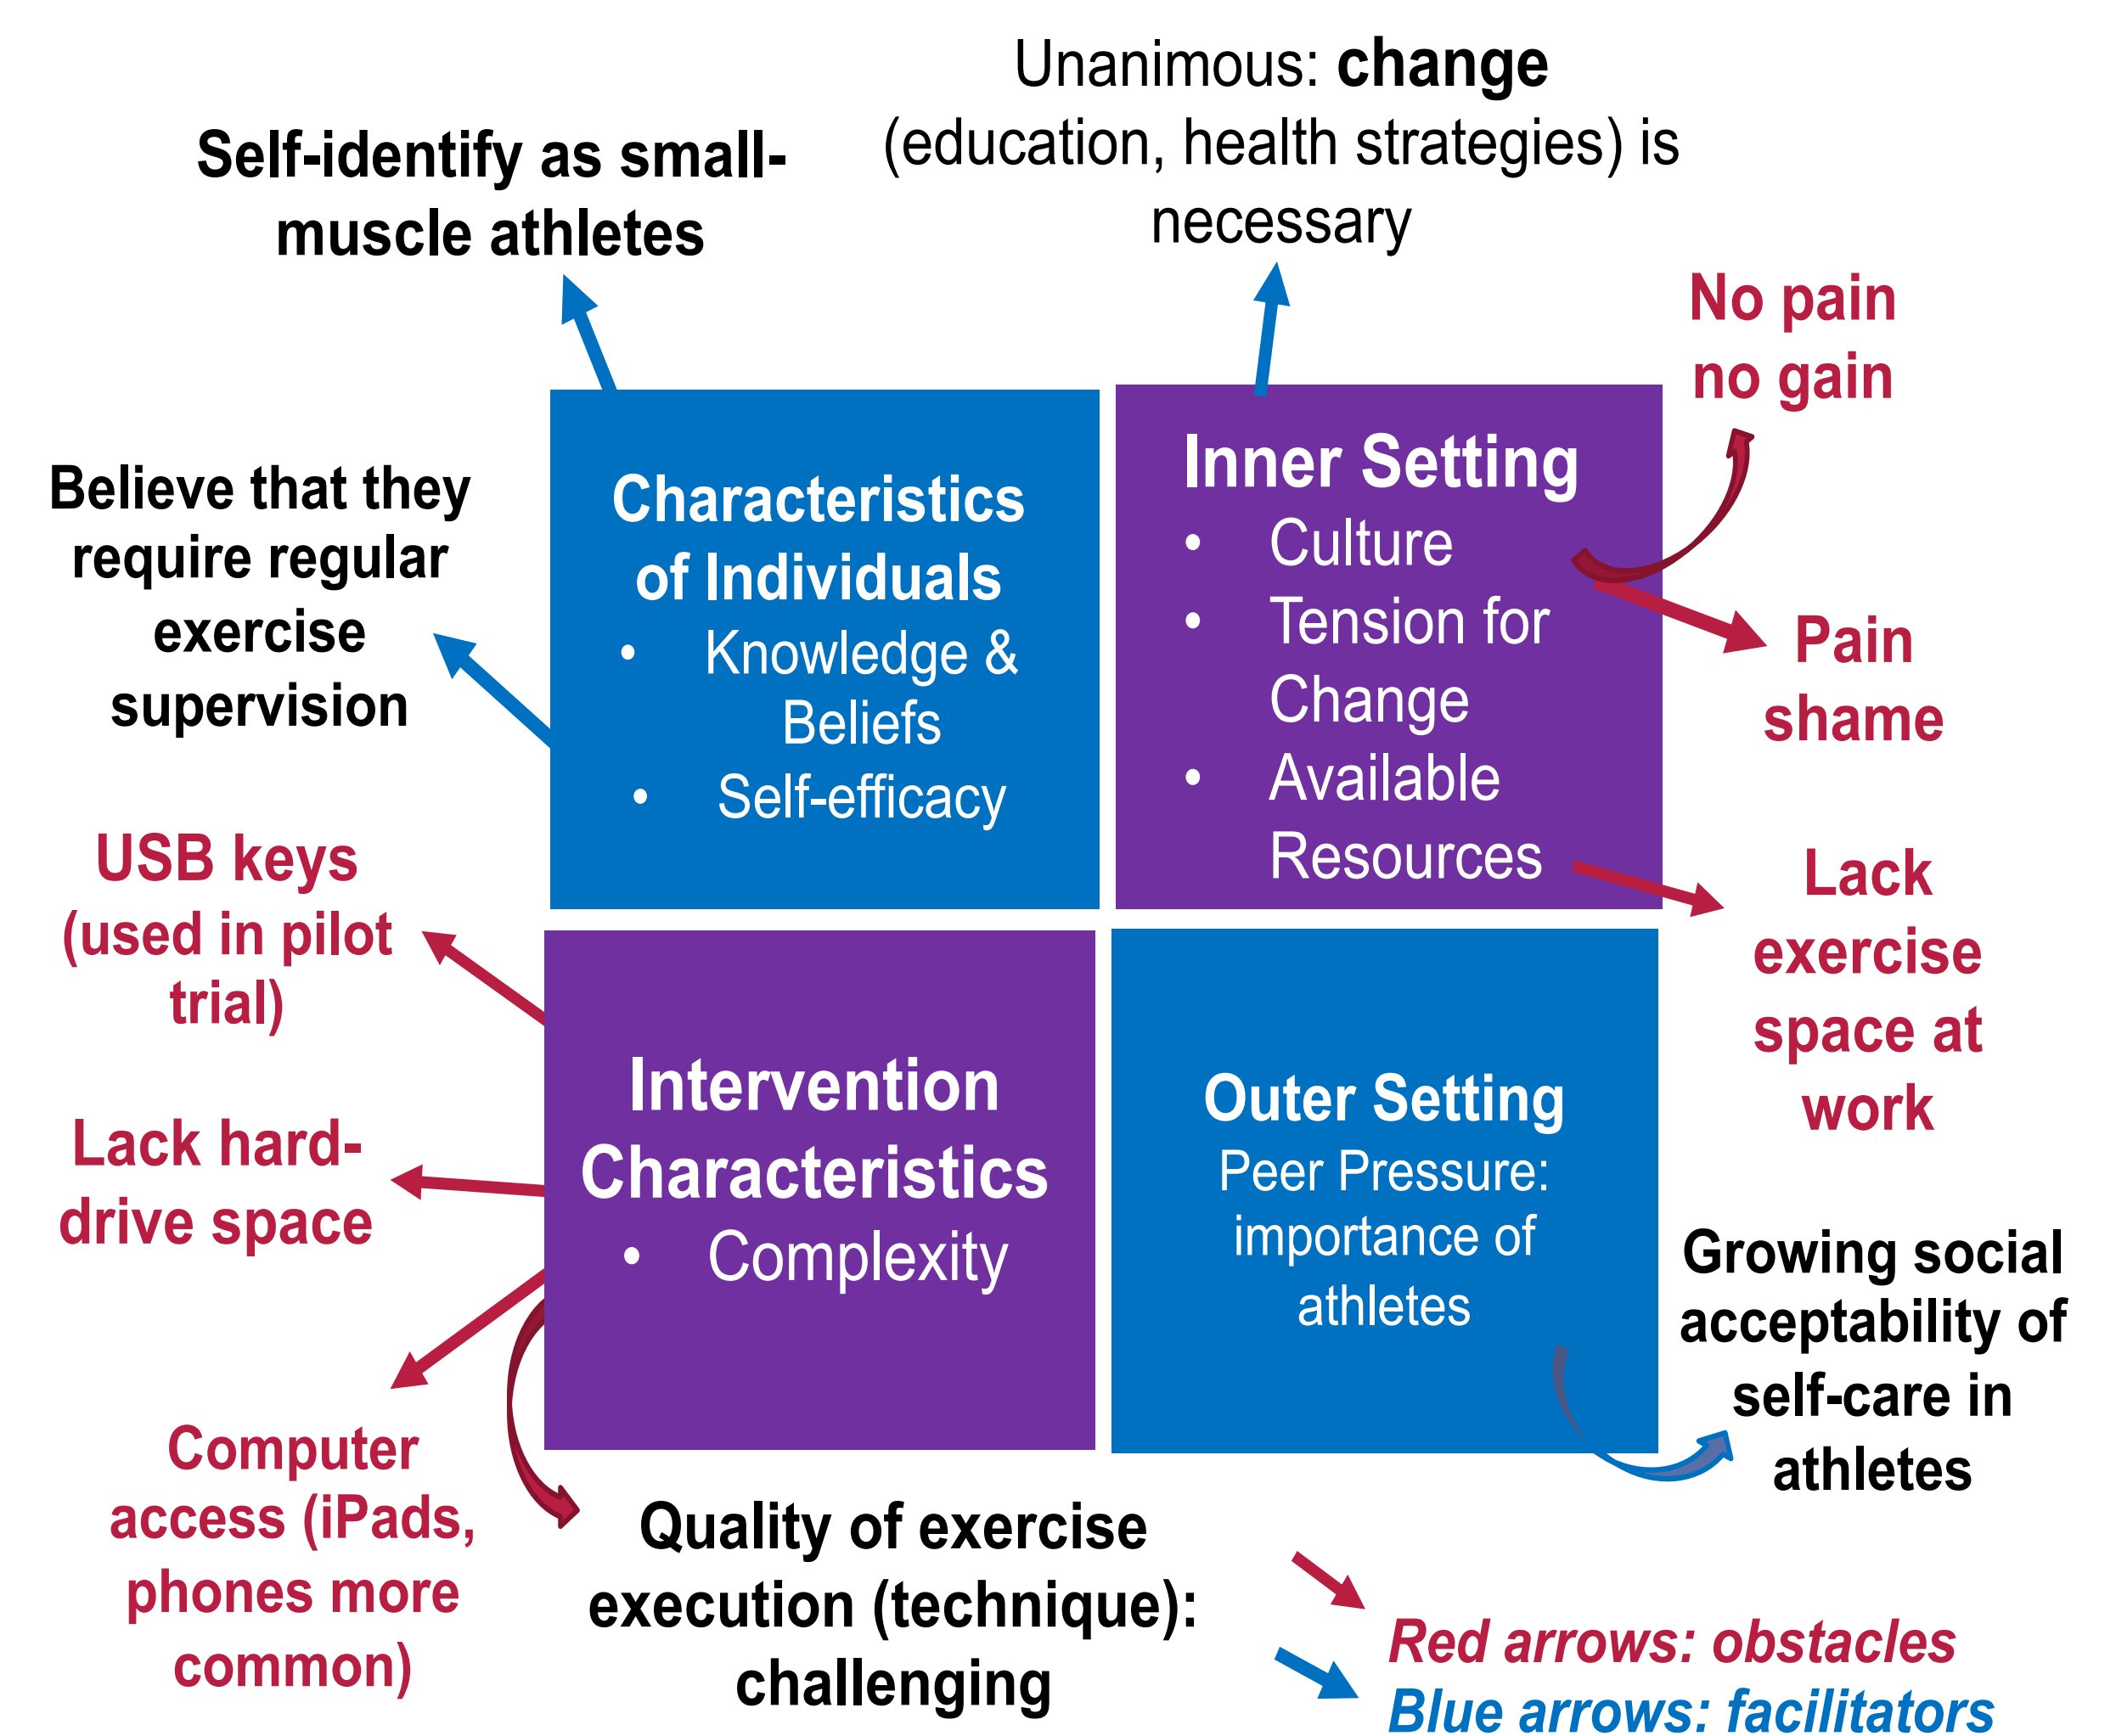 Unanimous: change
(education, health strategies) is
necessary
Self-identify as small-
muscle athletes
No pain
no gain
Believe that they
require regular
exercise
supervision
Characteristics
of Individuals
• Knowledge &
Beliefs
• Self-efficacy
Inner Setting
• Culture
• Tension for
Change
• Available
Resources
Pain
shame
USB keys
(used in pilot
trial)
Lack hard-
drive space
Computer
access (iPads,
phones more
common)
Intervention
Characteristics
• Complexity
Outer Setting
Peer Pressure:
importance of
athletes
Lack
exercise
space at
work
Growing social
acceptability of
self-care in
athletes
Quality of exercise
execution (technique):
challenging
Red arrows: obstacles
Blue arrows: facilitators